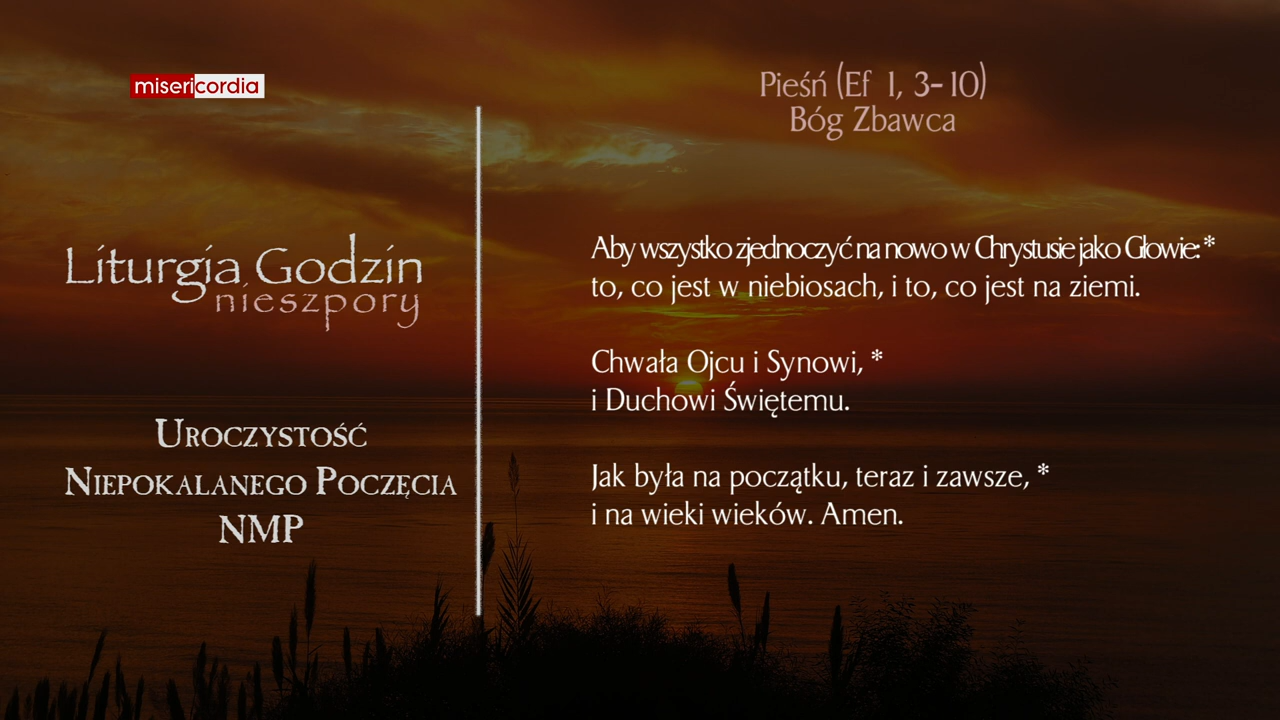 misericordia
Liturgia Godzin
nieszpory
Uroczystość
Niepokalanego Poczęcia
NMP
Pieśń (Ef 1, 3-10)
Bóg Zbawca
Aby wszystko zjednoczyć na nowo w Chrystusie jako Głowie: *
to, co jest w niebiosach, i to, co jest na ziemi.
Chwała Ojcu i Synowi, *
i Duchowi Świętemu.
Jak była na początku, teraz i zawsze, *
i na wieki wieków. Amen.